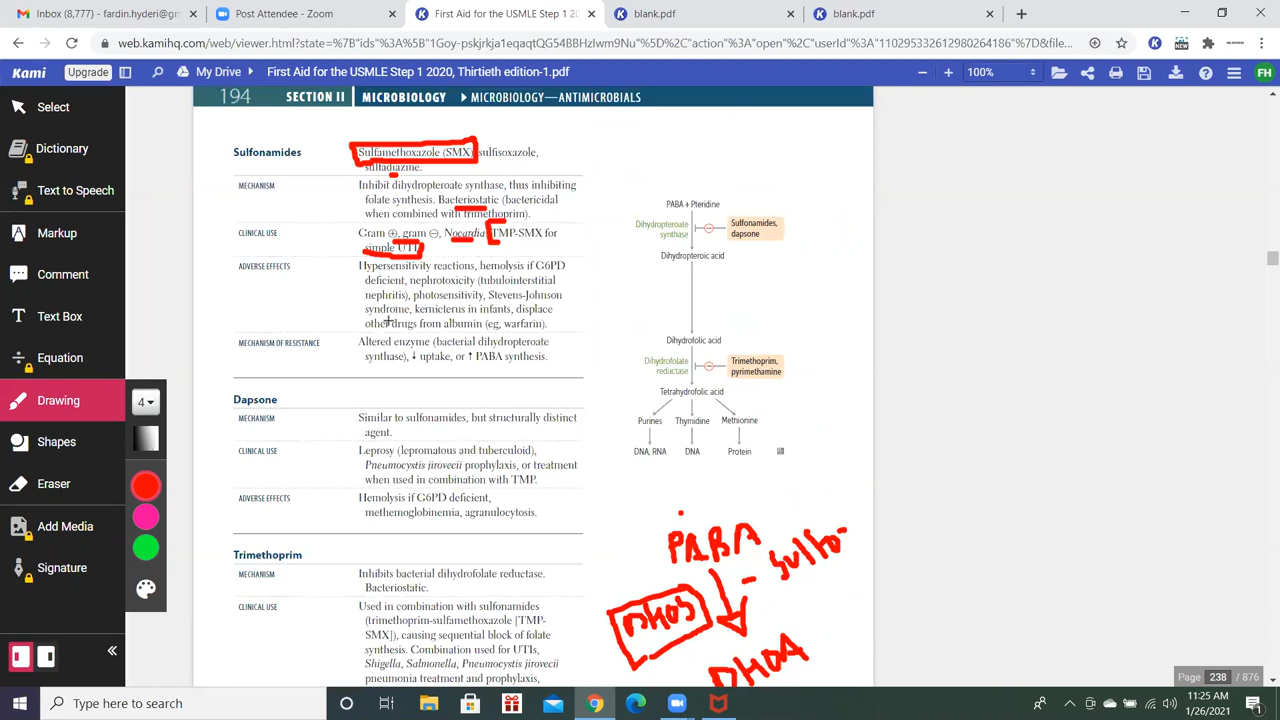 fardin.hyderi@gm
Post Attendee - Zoom
First Aid for the USMLE Step 1 20
blank.pdf
blank.pdf
web.kamihq.com/web/viewer.html?state=%7B"ids"%3A%5B"1Goy-pskjrkja1eqaqtQG54BBHzlwm9Nu"%5D%2C"action"%3A"open"%2C"userId"%3A"110295332612980264186"%7D&file...
NEW
Kami
Upgrade
My Drive
First Aid for the USMLE Step 1 2020, Thirtieth edition-1.pdf
100%
FH
Select
Dictionary
Text to Speech
Markup
Comment
Text Box
Equation
Drawing
4
Shapes
Eraser
Add Media
Signature
194 SECTION II MICROBIOLOGY MICROBIOLOGY—ANTIMICROBIALS
Sulfonamides
Sulfamethoxazole (SMX), sulfisoxazole,
sulfadiazine.
MECHANISM
Inhibit dihydropteroate synthase, thus inhibiting
folate synthesis. Bacteriostatic (bactericidal
when combined with trimethoprim).
CLINICAL USE
Gram ⊕, gram ⊖, Nocardia. TMP-SMX for
simple UTI.
ADVERSE EFFECTS
Hypersensitivity reactions, hemolysis if G6PD
deficient, nephrotoxicity (tubulointerstitial
nephritis), photosensitivity, Stevens-Johnson
syndrome, kernicterus in infants, displace
other drugs from albumin (eg, warfarin).
MECHANISM OF RESISTANCE
Altered enzyme (bacterial dihydropteroate
synthase), ↓ uptake, or ↑ PABA synthesis.
Dapsone
MECHANISM
Similar to sulfonamides, but structurally distinct
agent.
CLINICAL USE
Leprosy (lepromatous and tuberculoid),
Pneumocystis jirovecii prophylaxis, or treatment
when used in combination with TMP.
ADVERSE EFFECTS
Hemolysis if G6PD deficient,
methemoglobinemia, agranulocytosis.
Trimethoprim
MECHANISM
Inhibits bacterial dihydrofolate reductase.
Bacteriostatic.
CLINICAL USE
Used in combination with sulfonamides
(trimethoprim-sulfamethoxazole [TMP-
SMX]), causing sequential block of folate
synthesis. Combination used for UTIs,
Shigella, Salmonella, Pneumocystis jirovecii
pneumonia treatment and prophylaxis,
PABA + Pteridine
Dihydropteroate
synthase
Sulfonamides,
dapsone
Dihydropteroic acid
Dihydrofolic acid
Dihydrofolate
reductase
Trimethoprim,
pyrimethamine
Tetrahydrofolic acid
Purines Thymidine Methionine
DNA, RNA DNA Protein
PABA
Sulfo
DHOS
DHOA
Page 238 / 876
Type here to search
11:25 AM
1/26/2021